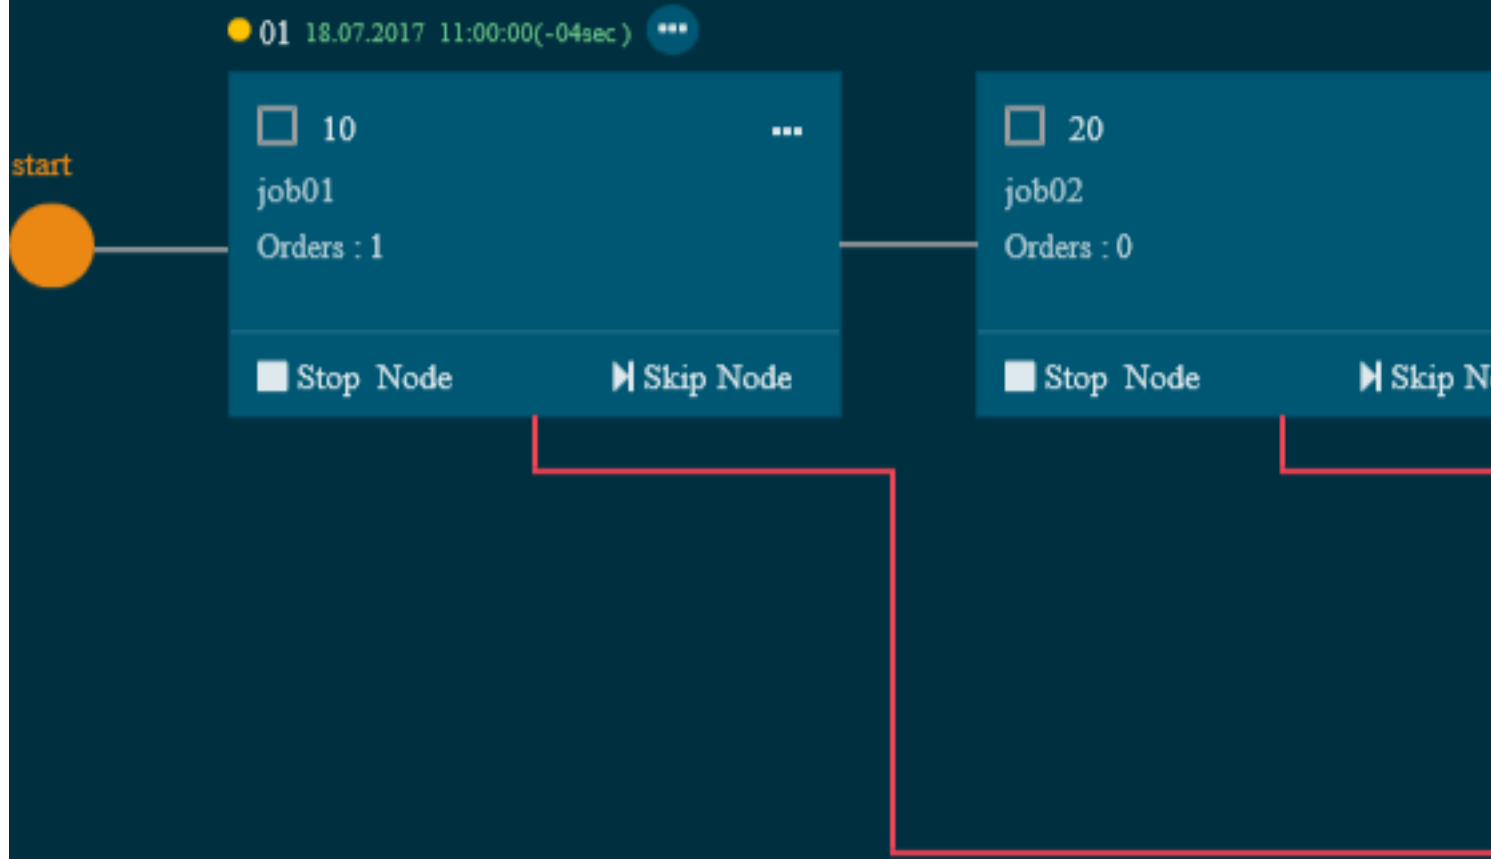 01 18.07.2017 11:00:00(-04sec )
start
10
job01
Orders : 1
Stop Node
Skip Node
20
job02
Orders : 0
Stop Node
Skip